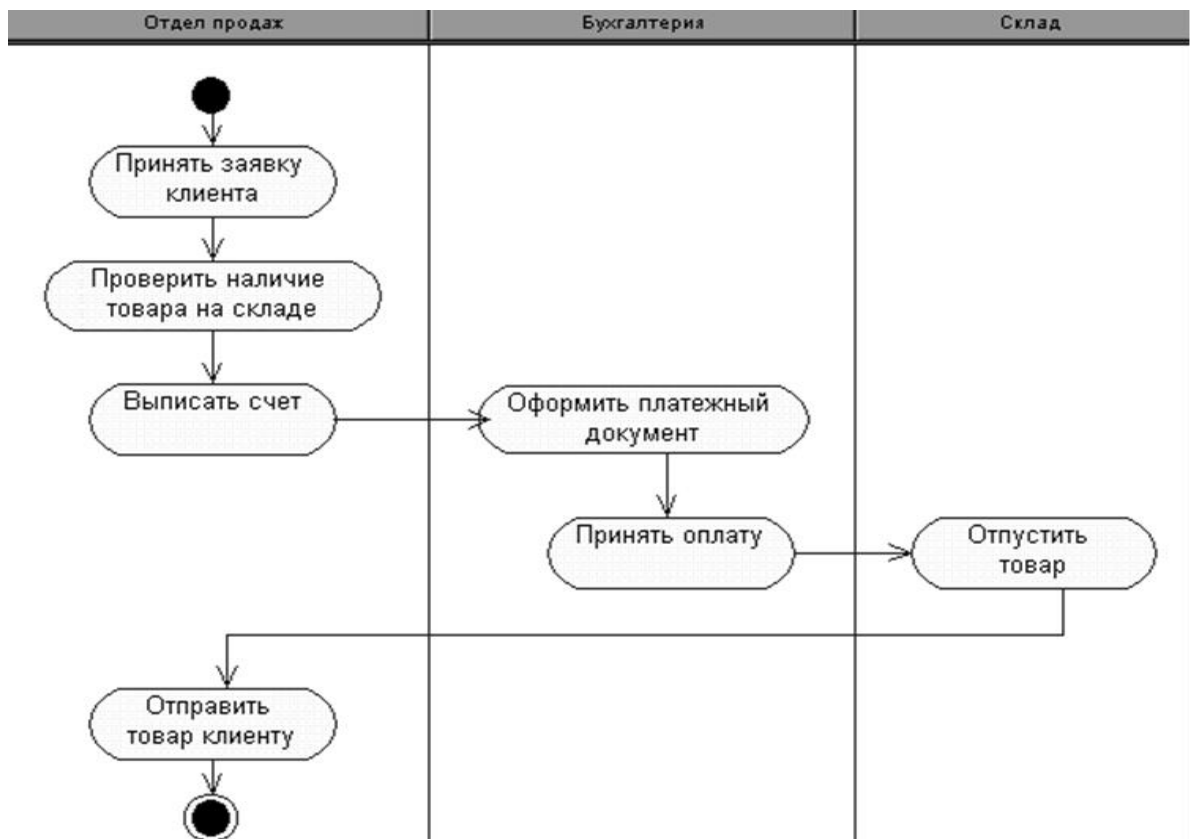 Отдел продаж
Бухгалтерия
Склад
Принять заявку
клиента
Проверить наличие
товара на складе
Выписать счет
Оформить платежный
документ
Принять оплату
Отпустить
товар
Отправить
товар клиенту